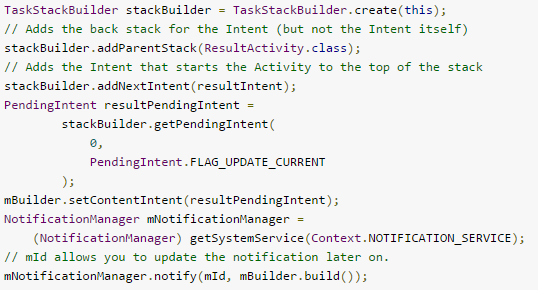 TaskStackBuilder stackBuilder = TaskStackBuilder.create(this);
// Adds the back stack for the Intent (but not the Intent itself)
stackBuilder.addParentStack(ResultActivity.class);
// Adds the Intent that starts the Activity to the top of the stack
stackBuilder.addNextIntent(resultIntent);
PendingIntent resultPendingIntent =
        stackBuilder.getPendingIntent(
            0,
            PendingIntent.FLAG_UPDATE_CURRENT
        );
mBuilder.setContentIntent(resultPendingIntent);
NotificationManager mNotificationManager =
    (NotificationManager) getSystemService(Context.NOTIFICATION_SERVICE);
// mId allows you to update the notification later on.
mNotificationManager.notify(mId, mBuilder.build());